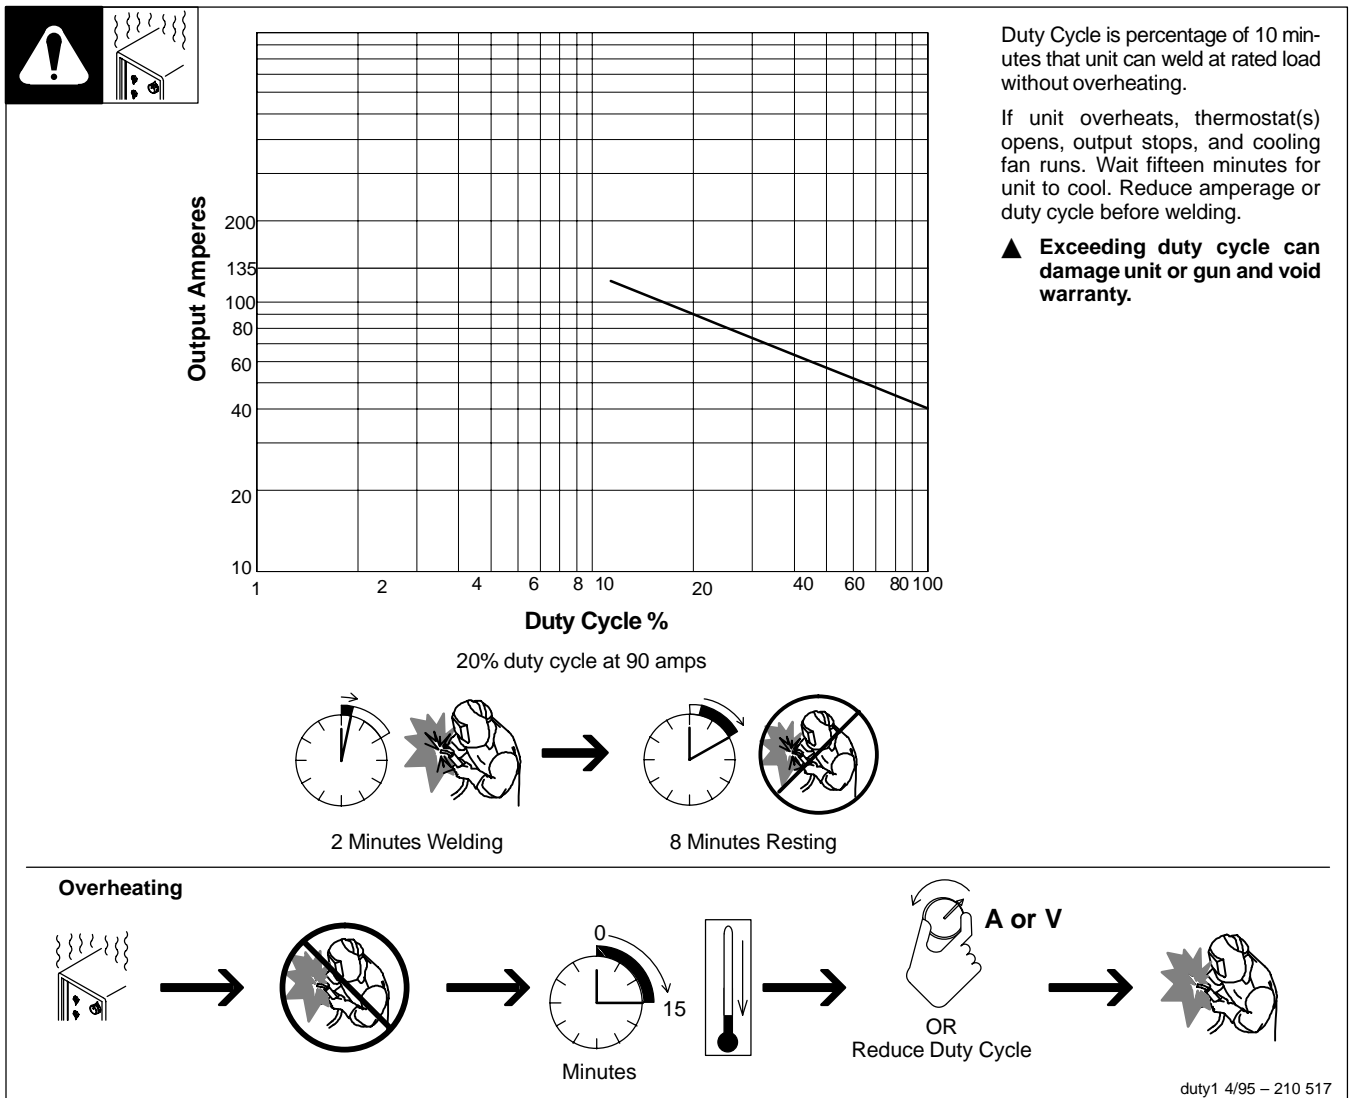 Duty Cycle is percentage of 10 min-
utes that unit can weld at rated load
without overheating.
If unit overheats, thermostat(s)
opens, output stops, and cooling
fan runs. Wait fifteen minutes for
unit to cool. Reduce amperage or
duty cycle before welding.
▲ Exceeding duty cycle can
damage unit or gun and void
warranty.
Output Amperes
200
135
100
80
60
40
20
10
1 2 4 6 8 10 20 40 60 80 100
Duty Cycle %
20% duty cycle at 90 amps
2 Minutes Welding
8 Minutes Resting
Overheating
0
15
Minutes
A or V
OR
Reduce Duty Cycle
duty1 4/95 – 210 517